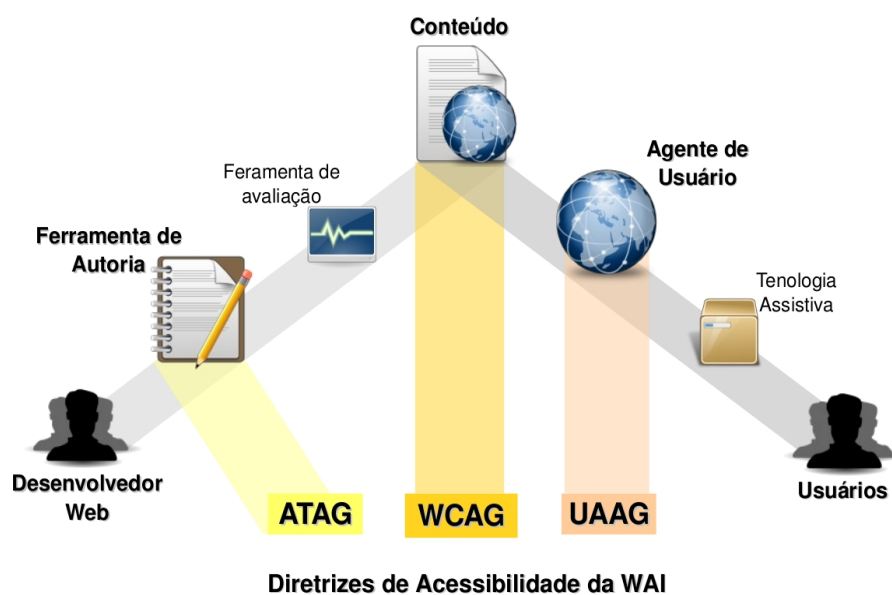 Conteúdo
Agente de
Usuário
Feramenta de
avaliação
Ferramenta de
Autoria
Tenologia
Assistiva
Desenvolvedor
Web
Usuários
ATAG
WCAG
UAAG
Diretrizes de Acessibilidade da WAI